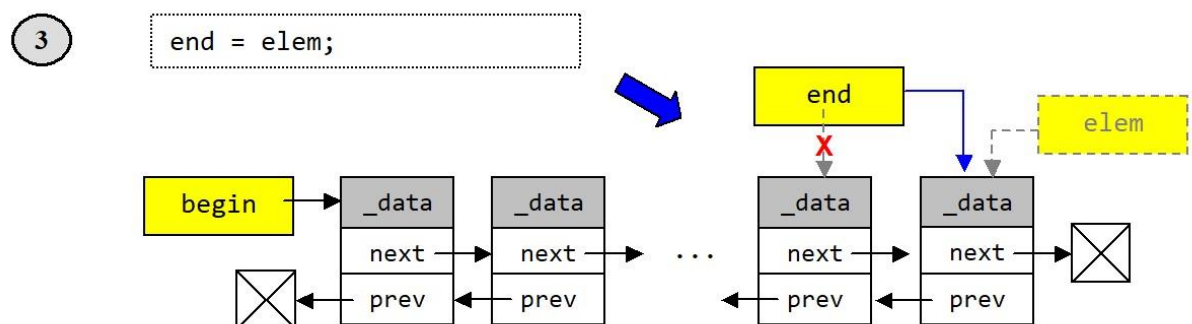 3
end = elem;
end
elem
X
begin
_data
_data
_data
_data
next
next
...
next
next
prev
prev
prev
prev